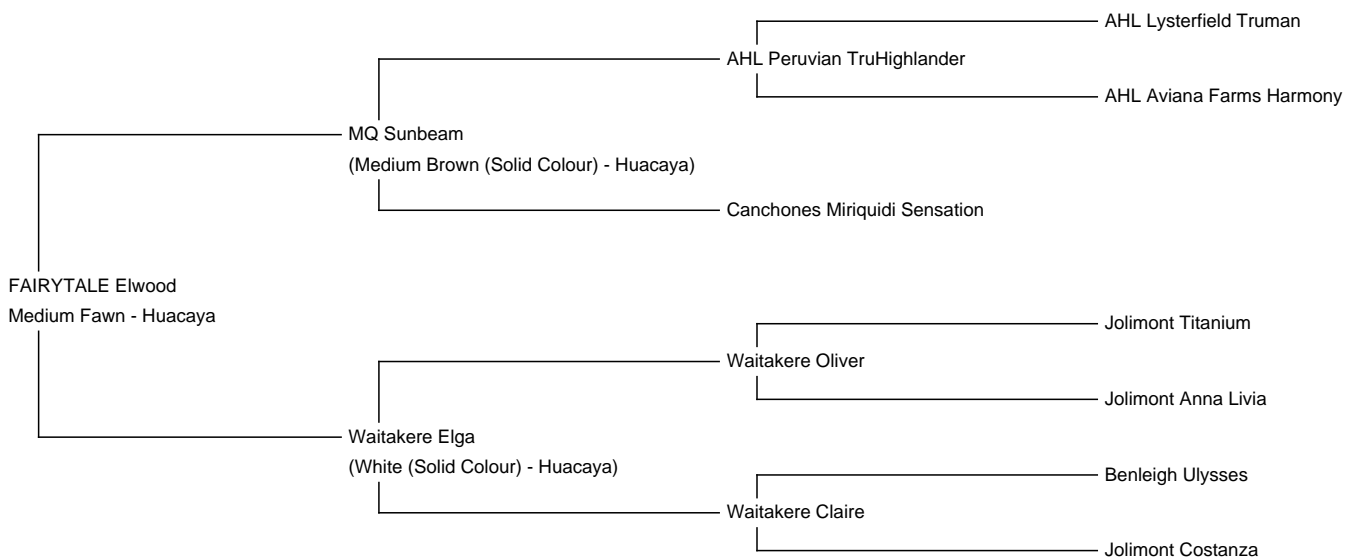 AHL Lysterfield Truman
AHL Peruvian TruHighlander
AHL Aviana Farms Harmony
MQ Sunbeam
(Medium Brown (Solid Colour) - Huacaya)
Canchones Miriquidi Sensation
FAIRYTALE Elwood
Medium Fawn - Huacaya
Jolimont Titanium
Waitakere Oliver
Jolimont Anna Livia
Waitakere Elga
(White (Solid Colour) - Huacaya)
Benleigh Ulysses
Waitakere Claire
Jolimont Costanza